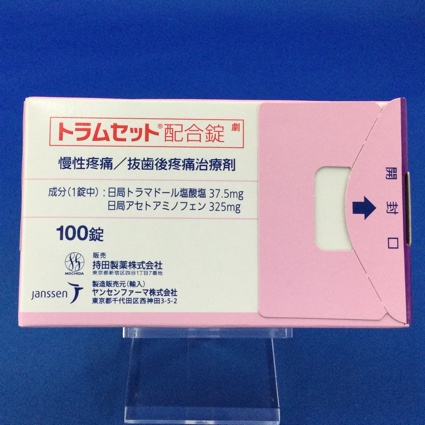 トラムセット®配合錠 劇
慢性疼痛／抜歯後疼痛治療剤
成分(1錠中)：日局トラマドール塩酸塩 37.5mg
日局アセトアミノフェン 325mg
100錠
販売
持田製薬株式会社
東京都新宿区四谷1丁目7番地
MOCHIDA
製造販売元(輸入)
ヤンセンファーマ株式会社
東京都千代田区西神田3-5-2
janssen
開封口